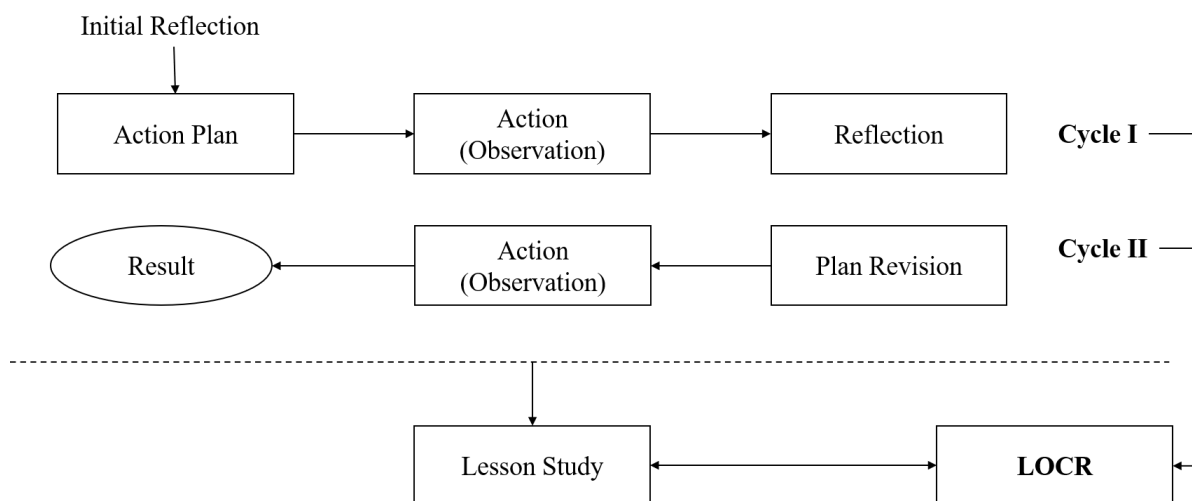 Initial Reflection
Action Plan
Action
(Observation)
Reflection
Cycle I
Result
Action
(Observation)
Plan Revision
Cycle II
Lesson Study
LOCR